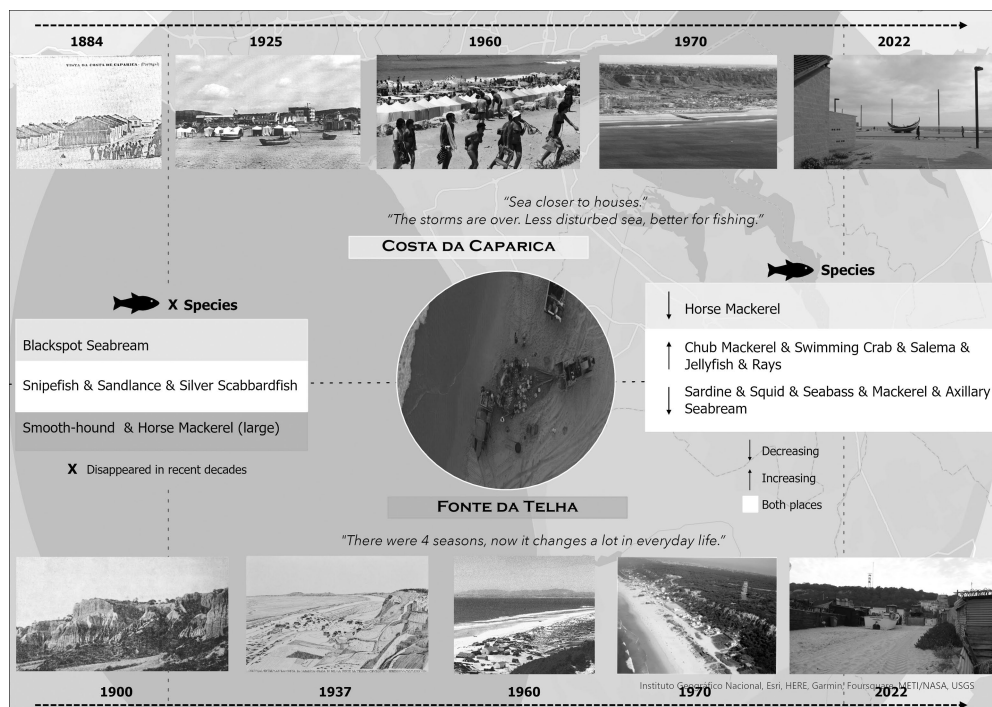 1884
1925
1960
1970
2022
“Sea closer to houses.”
“The storms are over. Less disturbed sea, better for fishing.”
COSTA DA CAPARICA
X Species
Blackspot Seabream
Snipefish & Sandlance & Silver Scabbardfish
Smooth-hound & Horse Mackerel (large)
X Disappeared in recent decades
Species
Horse Mackerel
Chub Mackerel & Swimming Crab & Salema &
Jellyfish & Rays
Sardine & Squid & Seabass & Mackerel & Axillary
Seabream
Decreasing
Increasing
Both places
FONTE DA TELHA
"There were 4 seasons, now it changes a lot in everyday life.”
Instituto Geográfico Nacional, Esri, HERE, Garmin, Foursquare, METI/NASA, USGS
1900
1937
1960
1970
2022